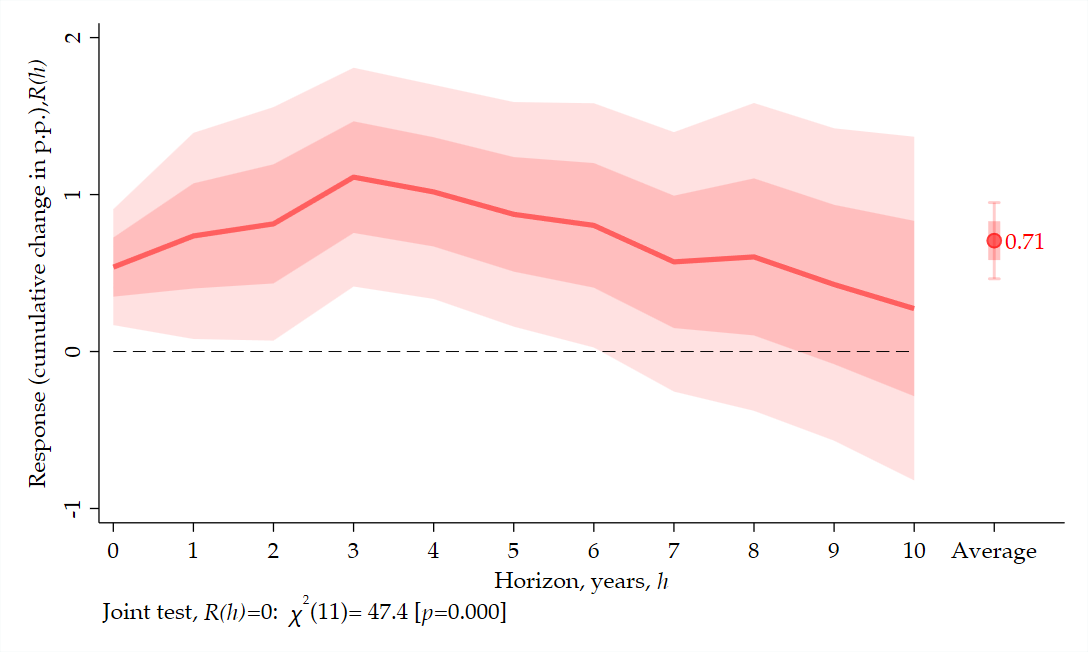 Response (cumulative change in p.p.),R(h)
2
1
0
-1
0.71
0 1 2 3 4 5 6 7 8 9 10 Average
Horizon, years, h
Joint test, R(h)=0: χ²(11)= 47.4 [p=0.000]